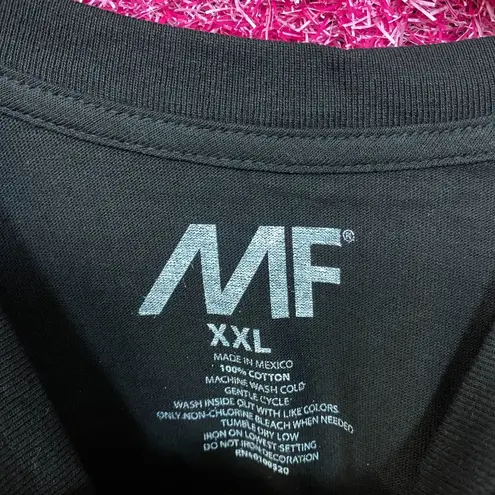 MF®
XXL
MADE IN MEXICO
100% COTTON
MACHINE WASH COLD
GENTLE CYCLE
WASH INSIDE OUT WITH LIKE COLORS
ONLY NON-CHLORINE BLEACH WHEN NEEDED
TUMBLE DRY LOW
IRON ON LOWEST SETTING
DO NOT IRON DECORATION